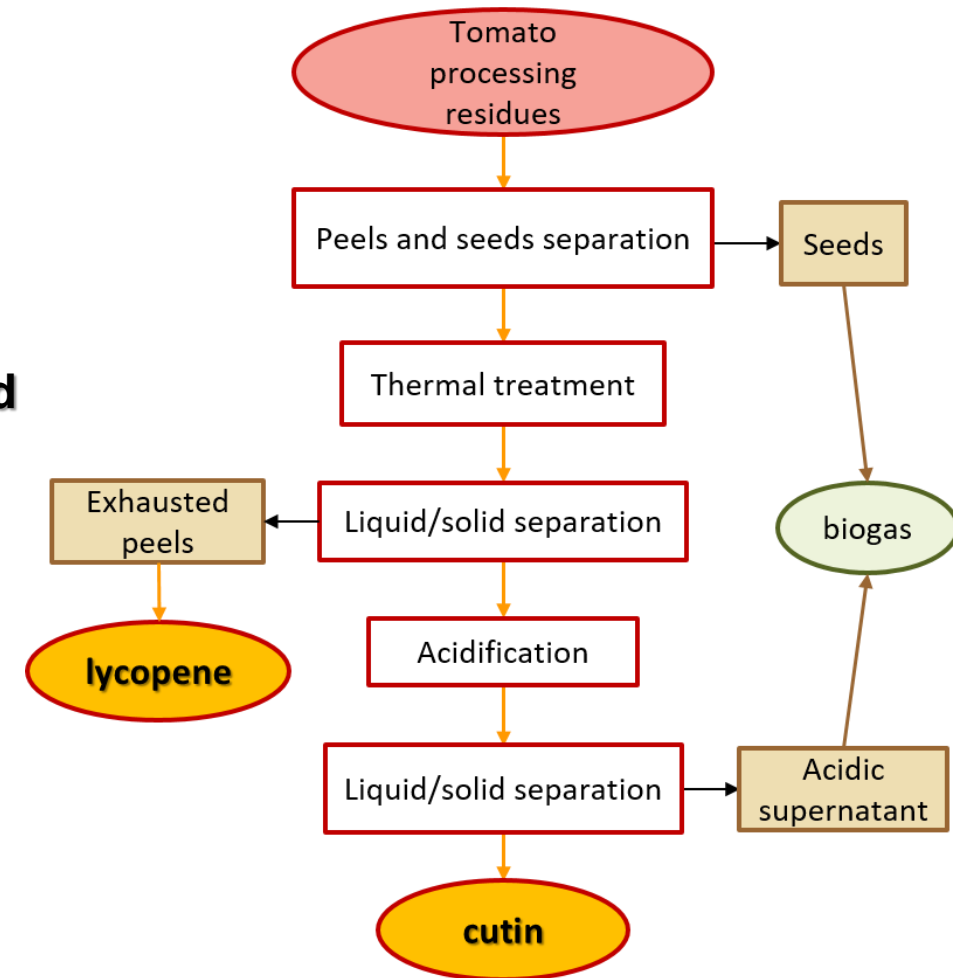 Tomato
processing
residues
Peels and seeds separation
Seeds
Thermal treatment
Exhausted
peels
Liquid/solid separation
biogas
Acidification
lycopene
Liquid/solid separation
Acidic
supernatant
cutin